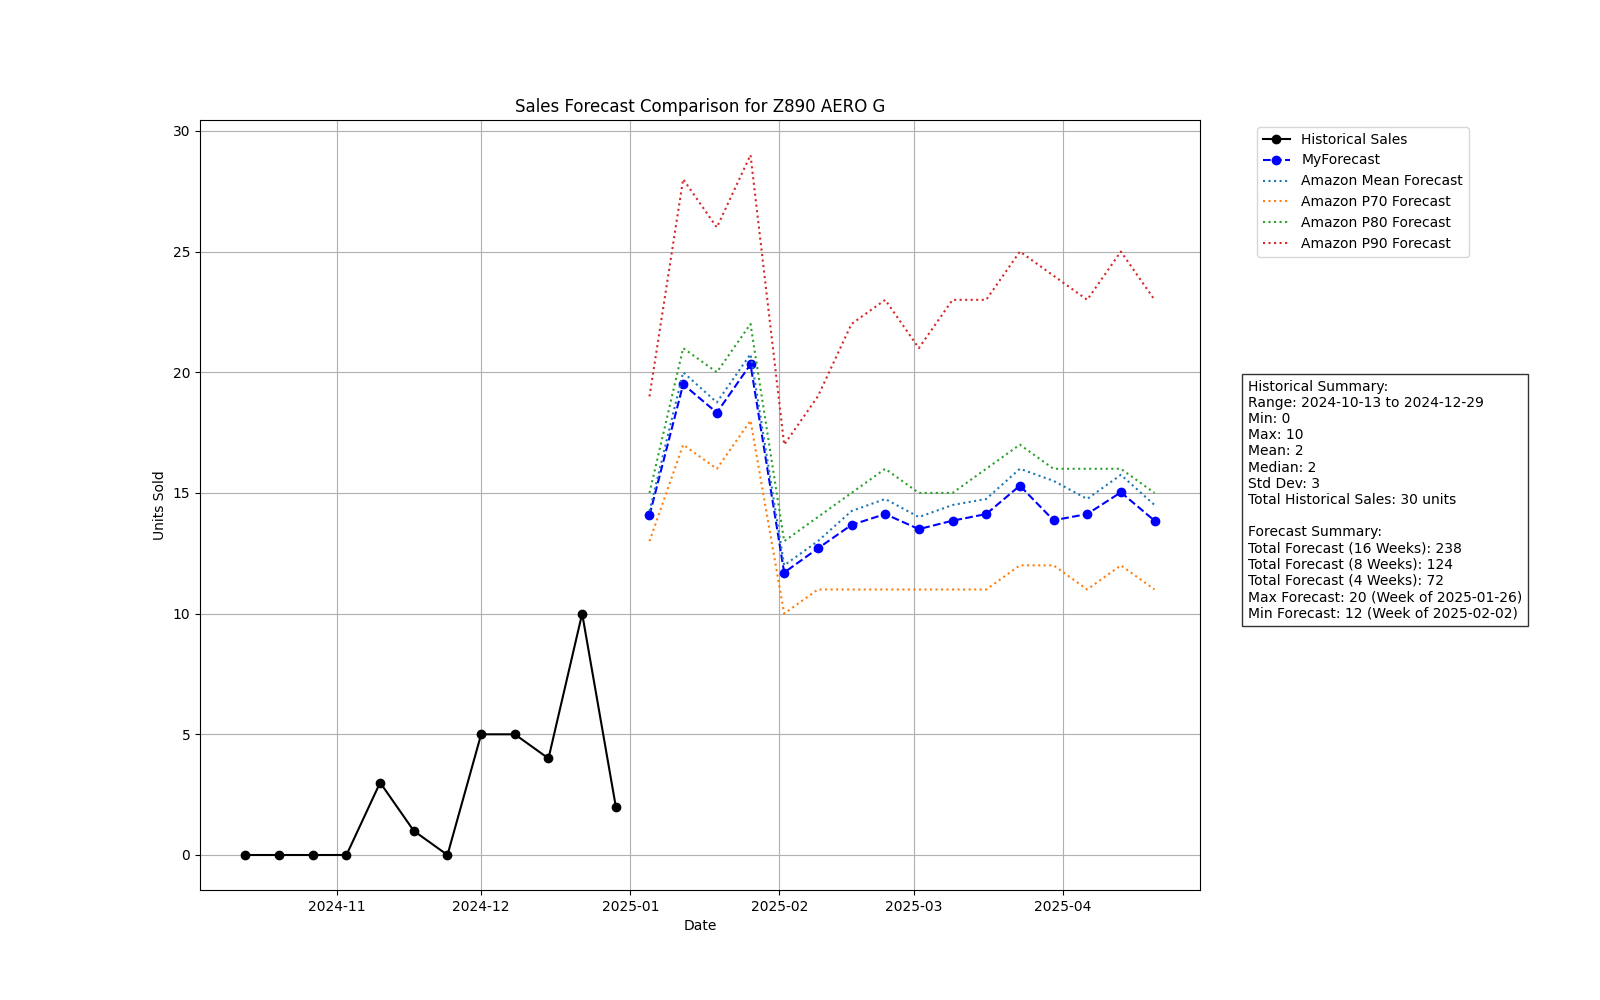 Sales Forecast Comparison for Z890 AERO G
30
25
20
15
10
5
0
Units Sold
2024-11
2024-12
2025-01
2025-02
2025-03
2025-04
Date
Historical Sales
MyForecast
Amazon Mean Forecast
Amazon P70 Forecast
Amazon P80 Forecast
Amazon P90 Forecast
Historical Summary:
Range: 2024-10-13 to 2024-12-29
Min: 0
Max: 10
Mean: 2
Median: 2
Std Dev: 3
Total Historical Sales: 30 units
Forecast Summary:
Total Forecast (16 Weeks): 238
Total Forecast (8 Weeks): 124
Total Forecast (4 Weeks): 72
Max Forecast: 20 (Week of 2025-01-26)
Min Forecast: 12 (Week of 2025-02-02)